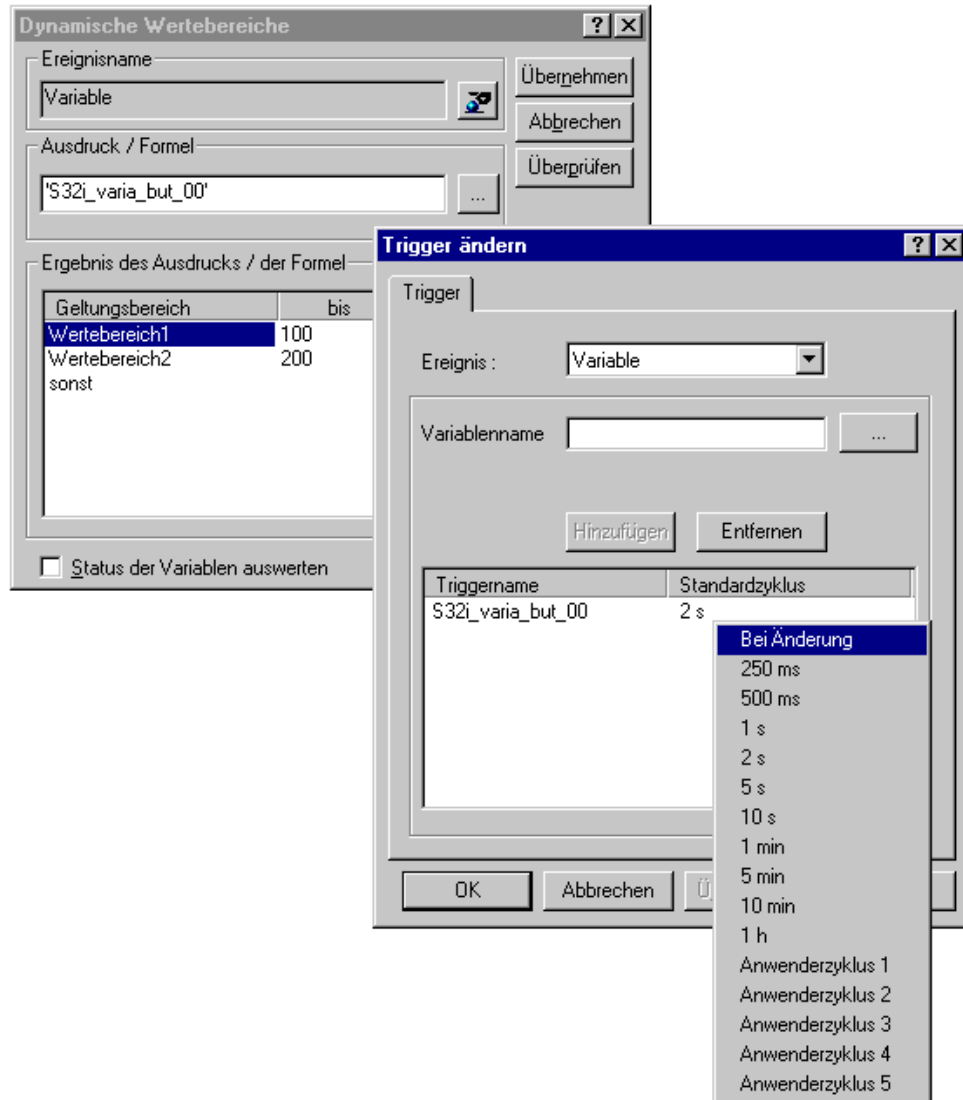 Dynamische Wertebereiche
Ereignisname
Variable
Übernehmen
Abbrechen
Überprüfen
Ausdruck / Formel
'S32i_varia_but_00'
...
Ergebnis des Ausdrucks / der Formel
Geltungsbereich bis
Wertebereich1 100
Wertebereich2 200
sonst
Status der Variablen auswerten
Trigger ändern
Trigger
Ereignis : Variable
Variablenname ...
Hinzufügen Entfernen
Triggername Standardzyklus
S32i_varia_but_00 2 s
OK Abbrechen
Bei Änderung
250 ms
500 ms
1 s
2 s
5 s
10 s
1 min
5 min
10 min
1 h
Anwenderzyklus 1
Anwenderzyklus 2
Anwenderzyklus 3
Anwenderzyklus 4
Anwenderzyklus 5